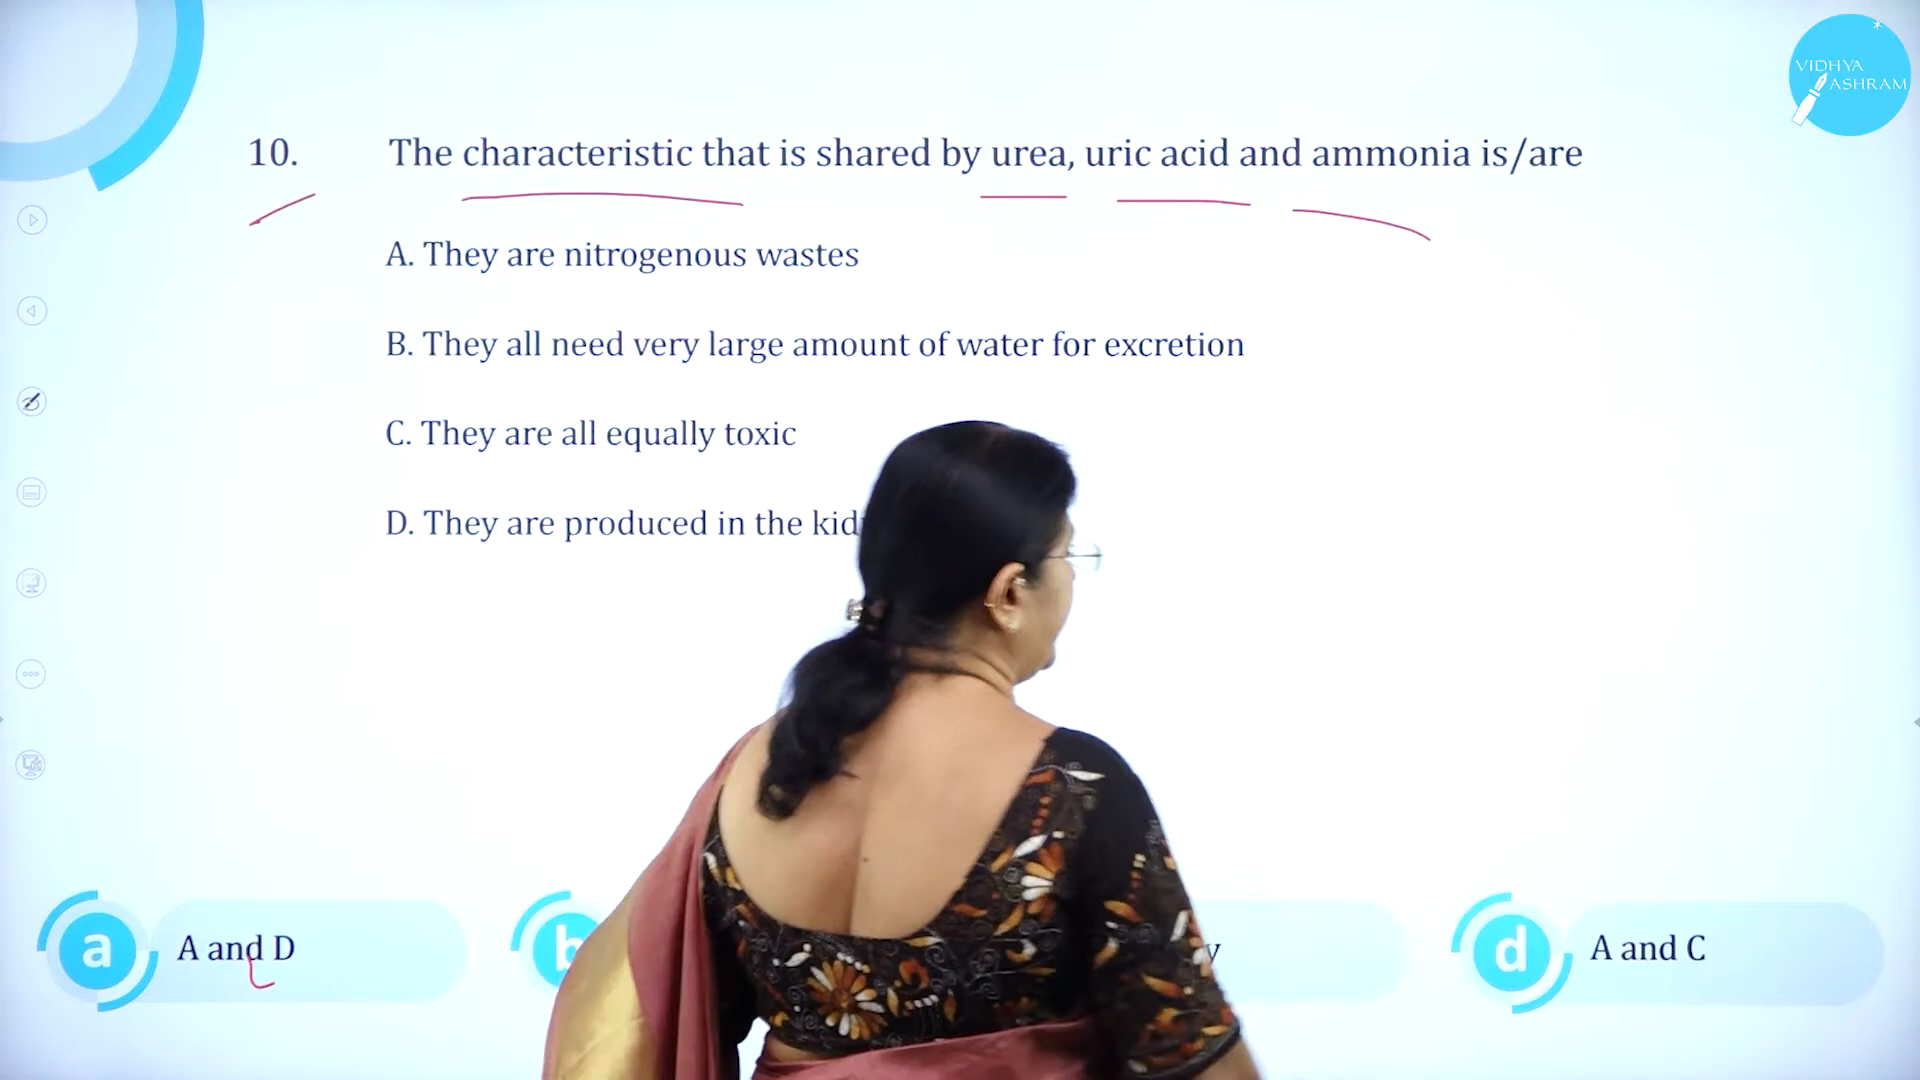 VIDHYA
ASHRAM
10. The characteristic that is shared by urea, uric acid and ammonia is/are
A. They are nitrogenous wastes
B. They all need very large amount of water for excretion
C. They are all equally toxic
D. They are produced in the
a A and D
b
d A and C